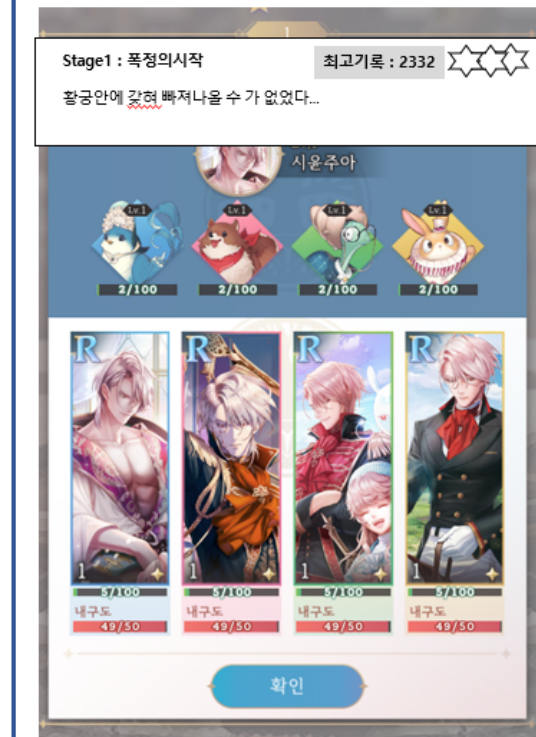 1
Stage1 : 폭정의시작
최고기록 : 2332
황궁안에 갖혀 빠져나올 수 가 없었다...
시윤주아
Lv.1 Lv.1 Lv.1 Lv.1
2/100 2/100 2/100 2/100
R R R R
1 1 1 1
5/100 5/100 5/100 5/100
내구도 내구도 내구도 내구도
49/50 49/50 49/50 49/50
확인